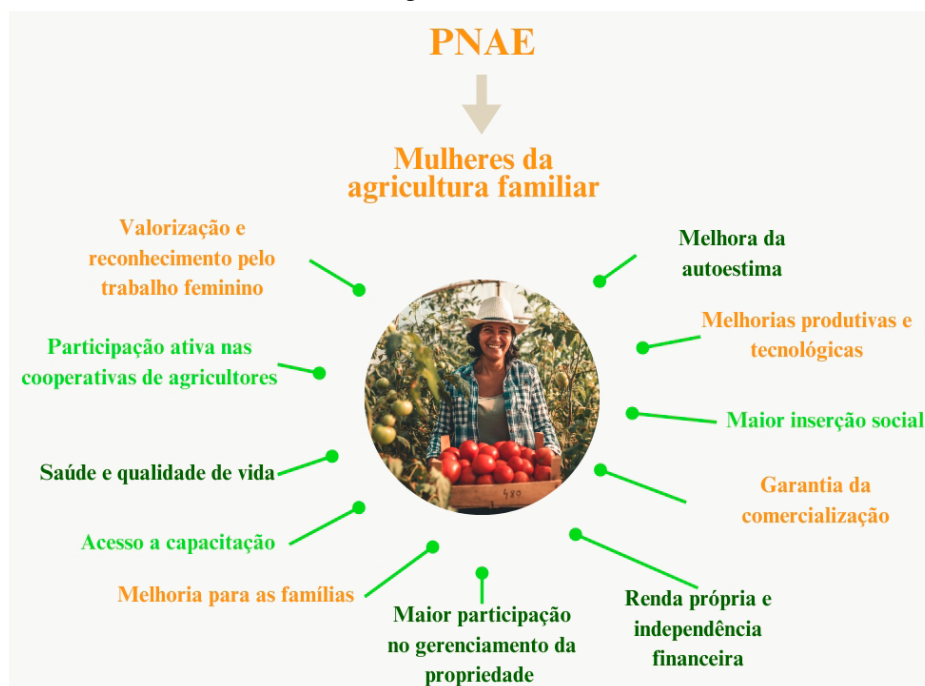 PNAE
Mulheres da
agricultura familiar
Valorização e
reconhecimento pelo
trabalho feminino
Participação ativa nas
cooperativas de agricultores
Saúde e qualidade de vida
Acesso a capacitação
Melhoria para as famílias
Maior participação
no gerenciamento da
propriedade
Renda própria e
independência
financeira
Garantia da
comercialização
Maior inserção social
Melhorias produtivas e
tecnológicas
Melhora da
autoestima
480